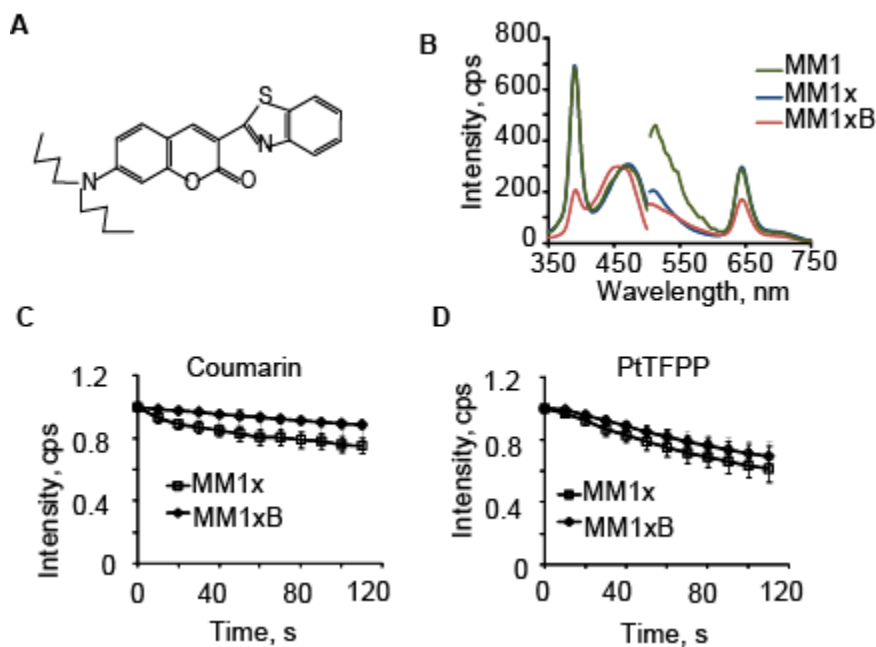 A
S
N
N
O
O
B
Intensity, cps
800
600
400
200
0
350
450
550
650
750
Wavelength, nm
MM1
MM1x
MM1xB
C
Coumarin
Intensity, cps
1.2
0.8
0.4
0
0
40
80
120
Time, s
MM1x
MM1xB
D
PtTFPP
Intensity, cps
1.2
0.8
0.4
0
0
40
80
120
Time, s
MM1x
MM1xB